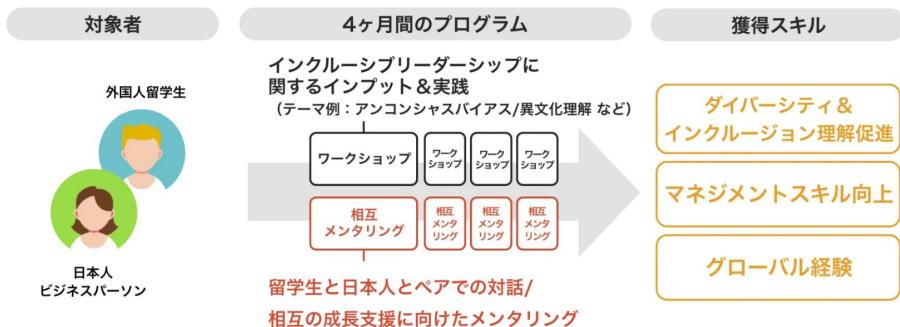 対象者
4ヶ月間のプログラム
獲得スキル
外国人留学生
日本人
ビジネスパーソン
インクルーシブリーダーシップに
関するインプット＆実践
（テーマ例：アンコンシャスバイアス/異文化理解 など）
ワークショップ
ワーク
ショップ
ワーク
ショップ
ワーク
ショップ
相互
メンタリング
相互
メンタ
リング
相互
メンタ
リング
相互
メンタ
リング
留学生と日本人とペアでの対話/
相互の成長支援に向けたメンタリング
ダイバーシティ＆
インクルージョン理解促進
マネジメントスキル向上
グローバル経験